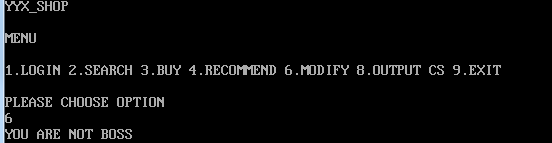 YYX_SHOP
MENU
1.LOGIN 2.SEARCH 3.BUY 4.RECOMMEND 6.MODIFY 8.OUTPUT CS 9.EXIT
PLEASE CHOOSE OPTION
6
YOU ARE NOT BOSS